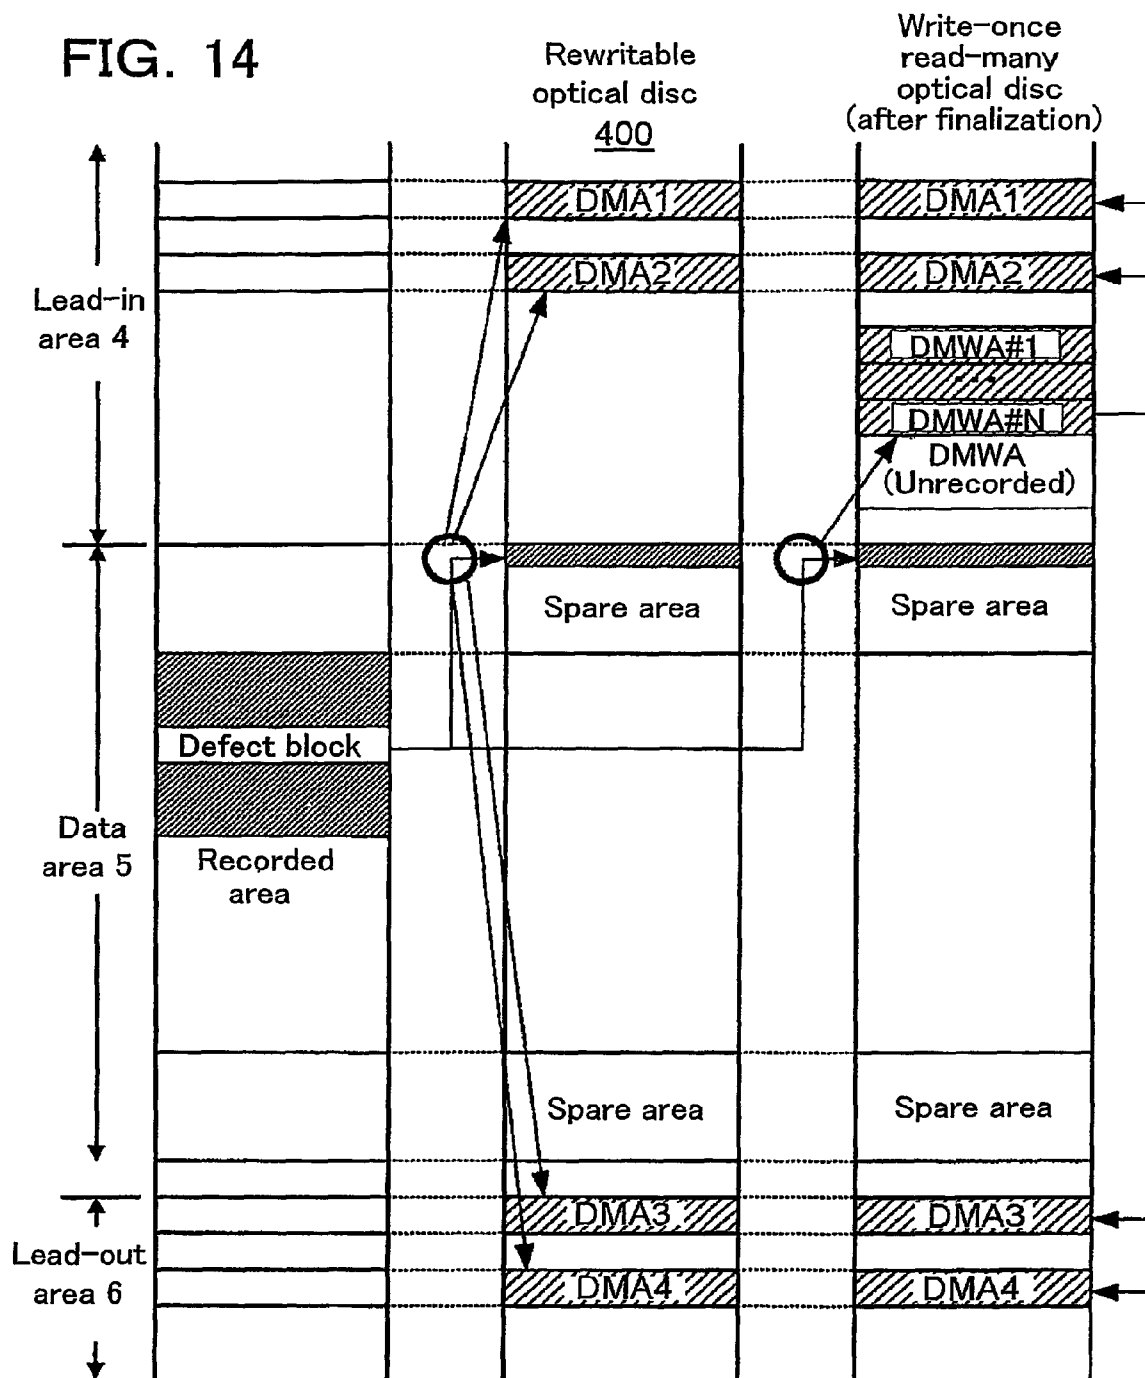 FIG. 14
Rewritable
optical disc
400
Write-once
read-many
optical disc
(after finalization)
DMA1
DMA1
DMA2
DMA2
Lead-in
area 4
DMWA#1
...
DMWA#N
DMWA
(Unrecorded)
Spare area
Spare area
Defect block
Data
area 5
Recorded
area
Spare area
Spare area
DMA3
DMA3
Lead-out
area 6
DMA4
DMA4